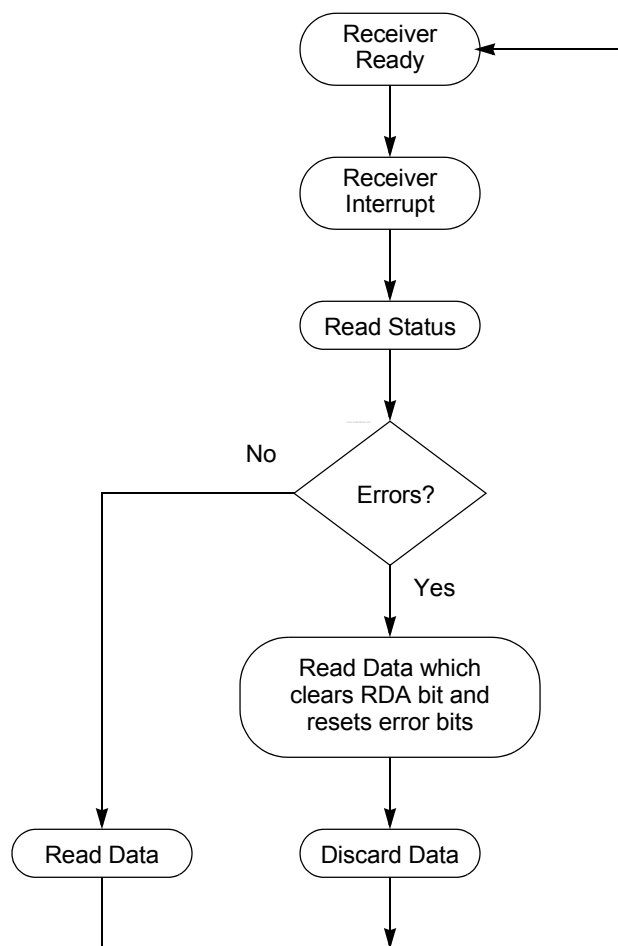 Receiver
Ready
Receiver
Interrupt
Read Status
No
Errors?
Yes
Read Data which
clears RDA bit and
resets error bits
Read Data
Discard Data